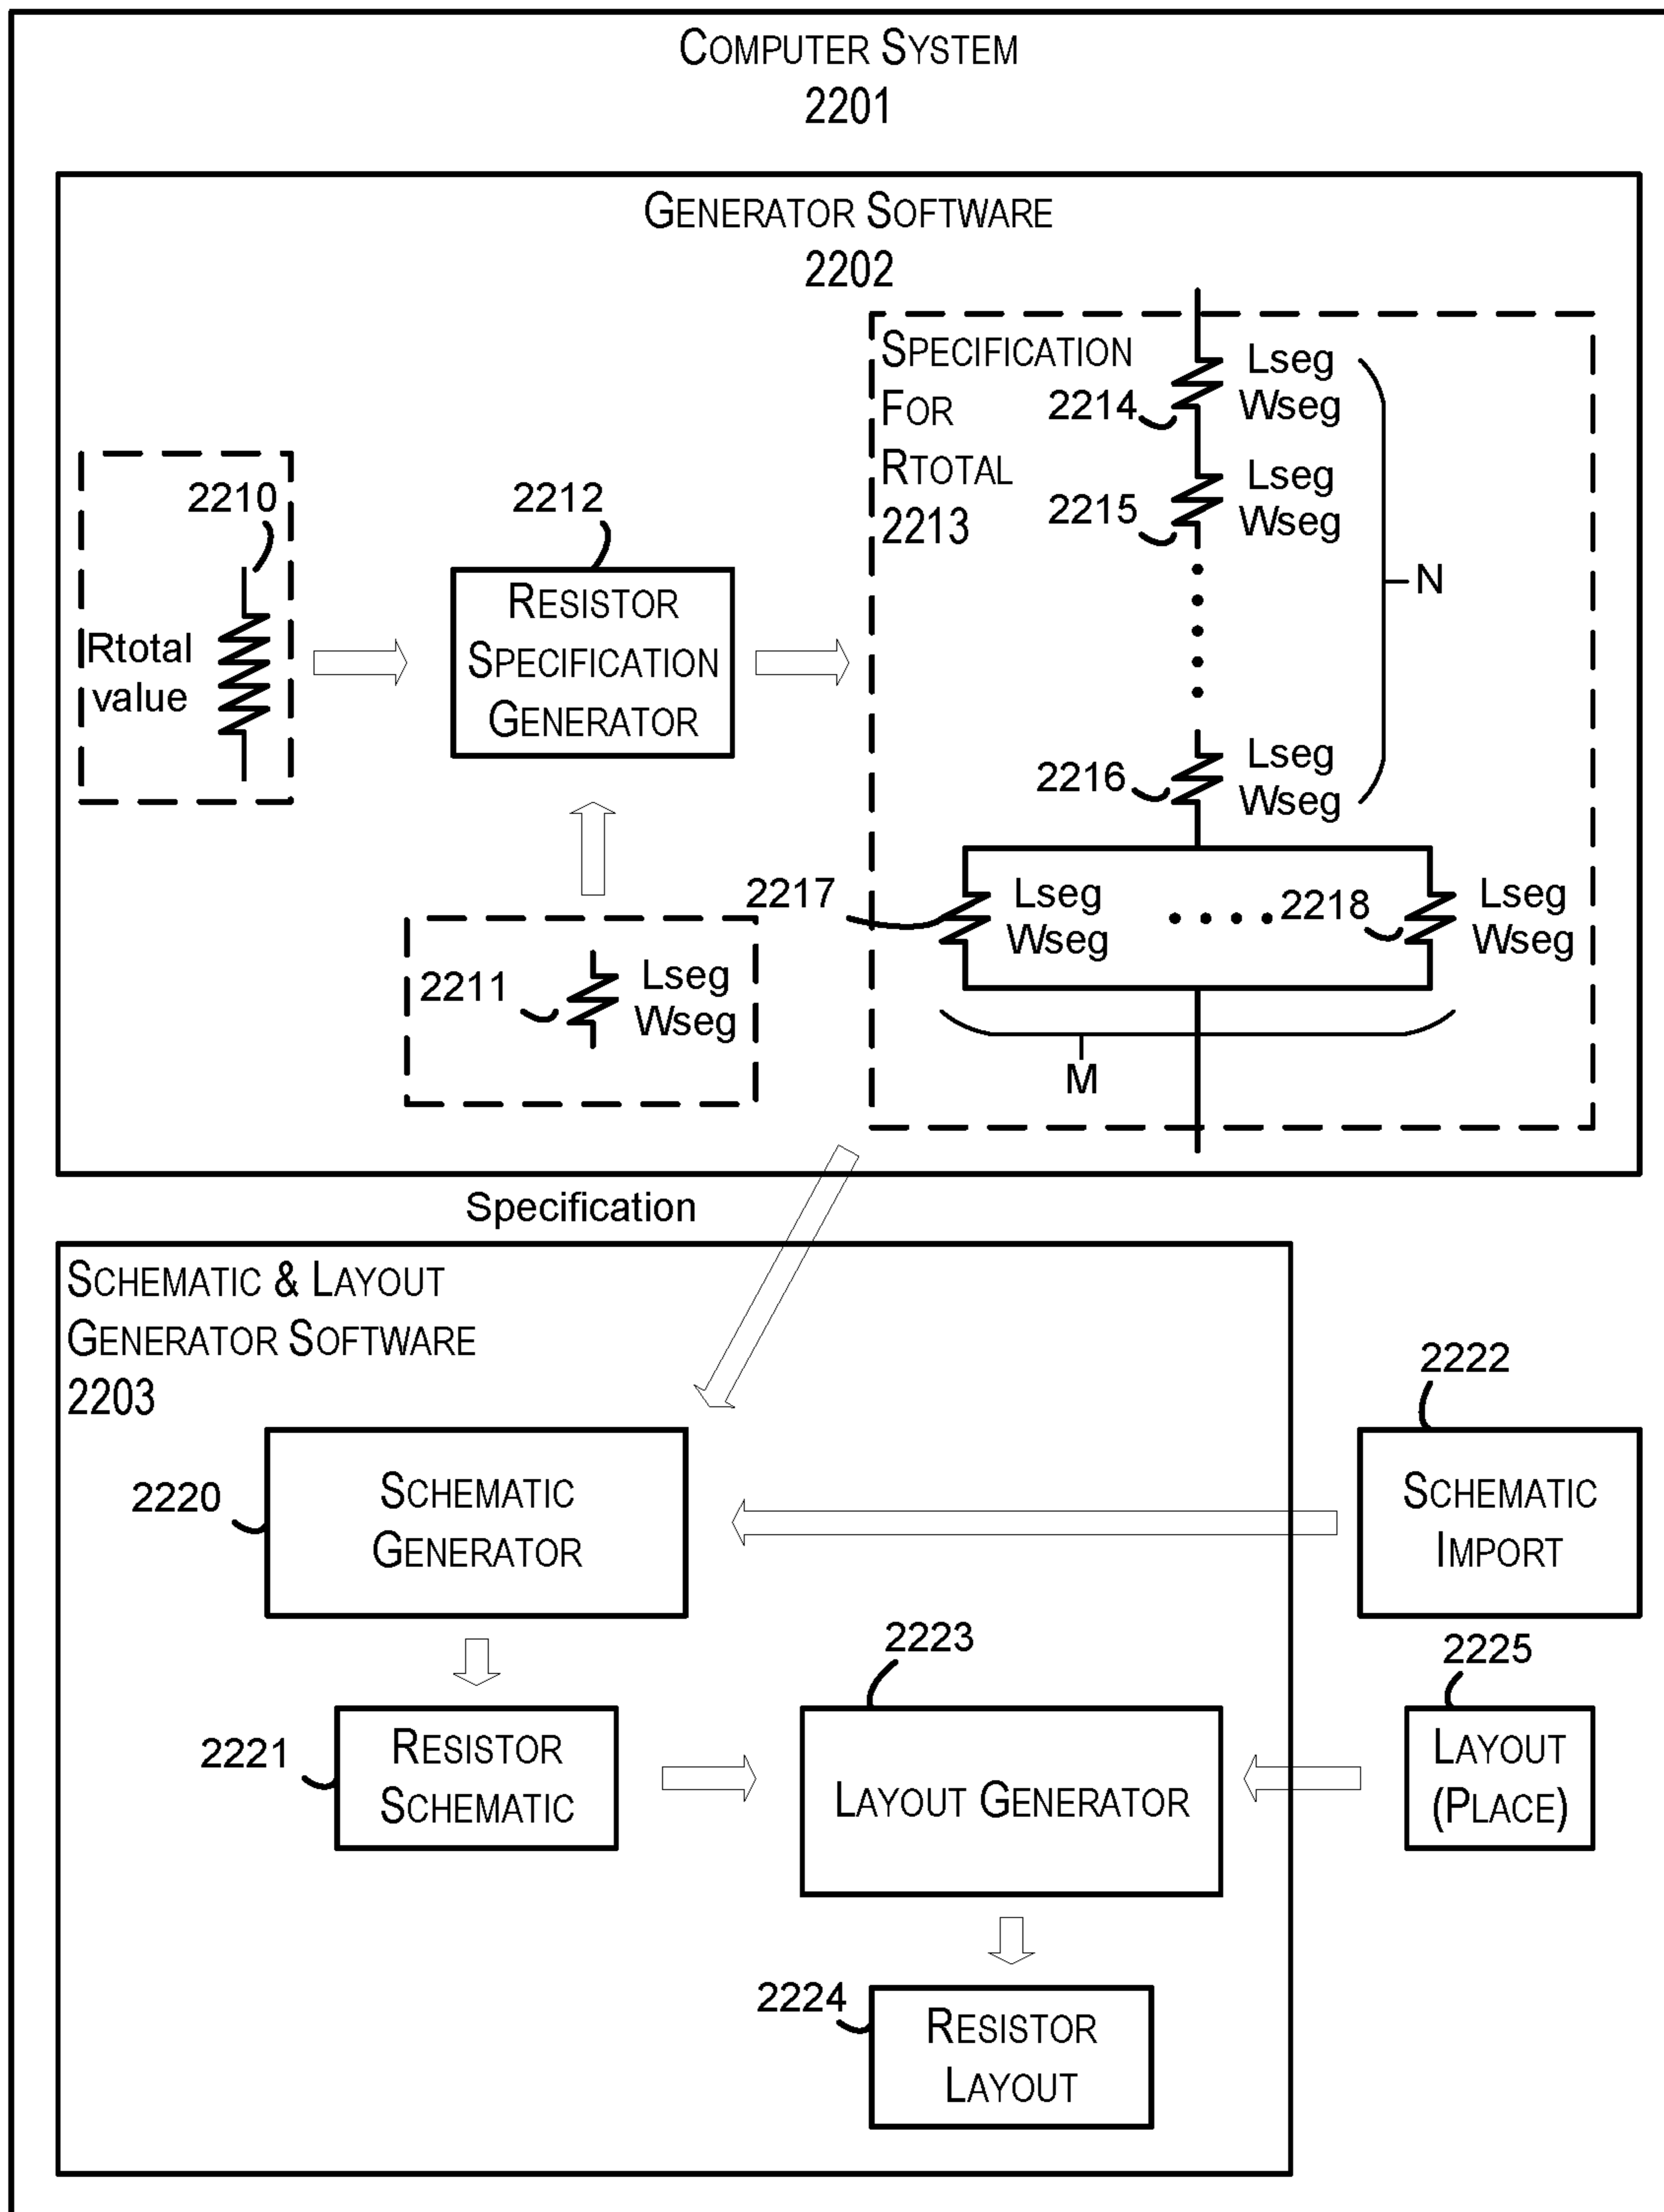 COMPUTER SYSTEM
2201
GENERATOR SOFTWARE
2202
SPECIFICATION
FOR
RTOTAL
2213
2214
Lseg
Wseg
2215
Lseg
Wseg
N
2216
Lseg
Wseg
2217
Lseg
Wseg
2218
Lseg
Wseg
M
2210
Rtotal
value
2212
RESISTOR
SPECIFICATION
GENERATOR
2211
Lseg
Wseg
Specification
SCHEMATIC & LAYOUT
GENERATOR SOFTWARE
2203
2220
SCHEMATIC
GENERATOR
2222
SCHEMATIC
IMPORT
2221
RESISTOR
SCHEMATIC
2223
LAYOUT GENERATOR
2225
LAYOUT
(PLACE)
2224
RESISTOR
LAYOUT